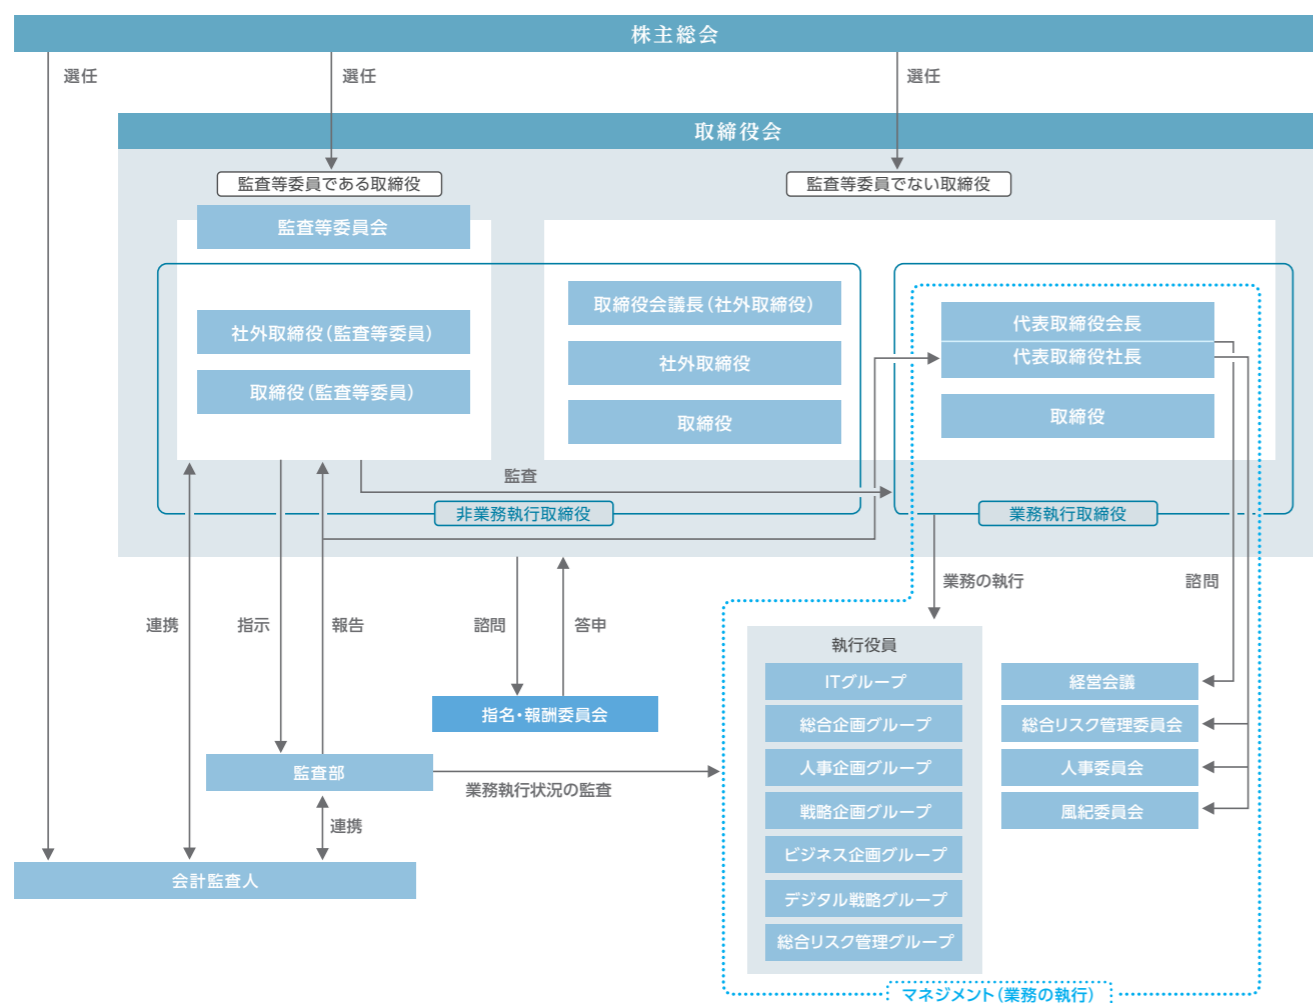 株主総会
選任
選任
選任
取締役会
監査等委員である取締役
監査等委員でない取締役
監査等委員会
社外取締役(監査等委員)
取締役(監査等委員)
取締役会議長(社外取締役)
社外取締役
取締役
代表取締役会長
代表取締役社長
取締役
監査
非業務執行取締役
業務執行取締役
連携
指示
報告
諮問
答申
業務の執行
諮問
指名・報酬委員会
監査部
業務執行状況の監査
連携
会計監査人
執行役員
ITグループ
総合企画グループ
人事企画グループ
戦略企画グループ
ビジネス企画グループ
デジタル戦略グループ
総合リスク管理グループ
経営会議
総合リスク管理委員会
人事委員会
風紀委員会
マネジメント(業務の執行)